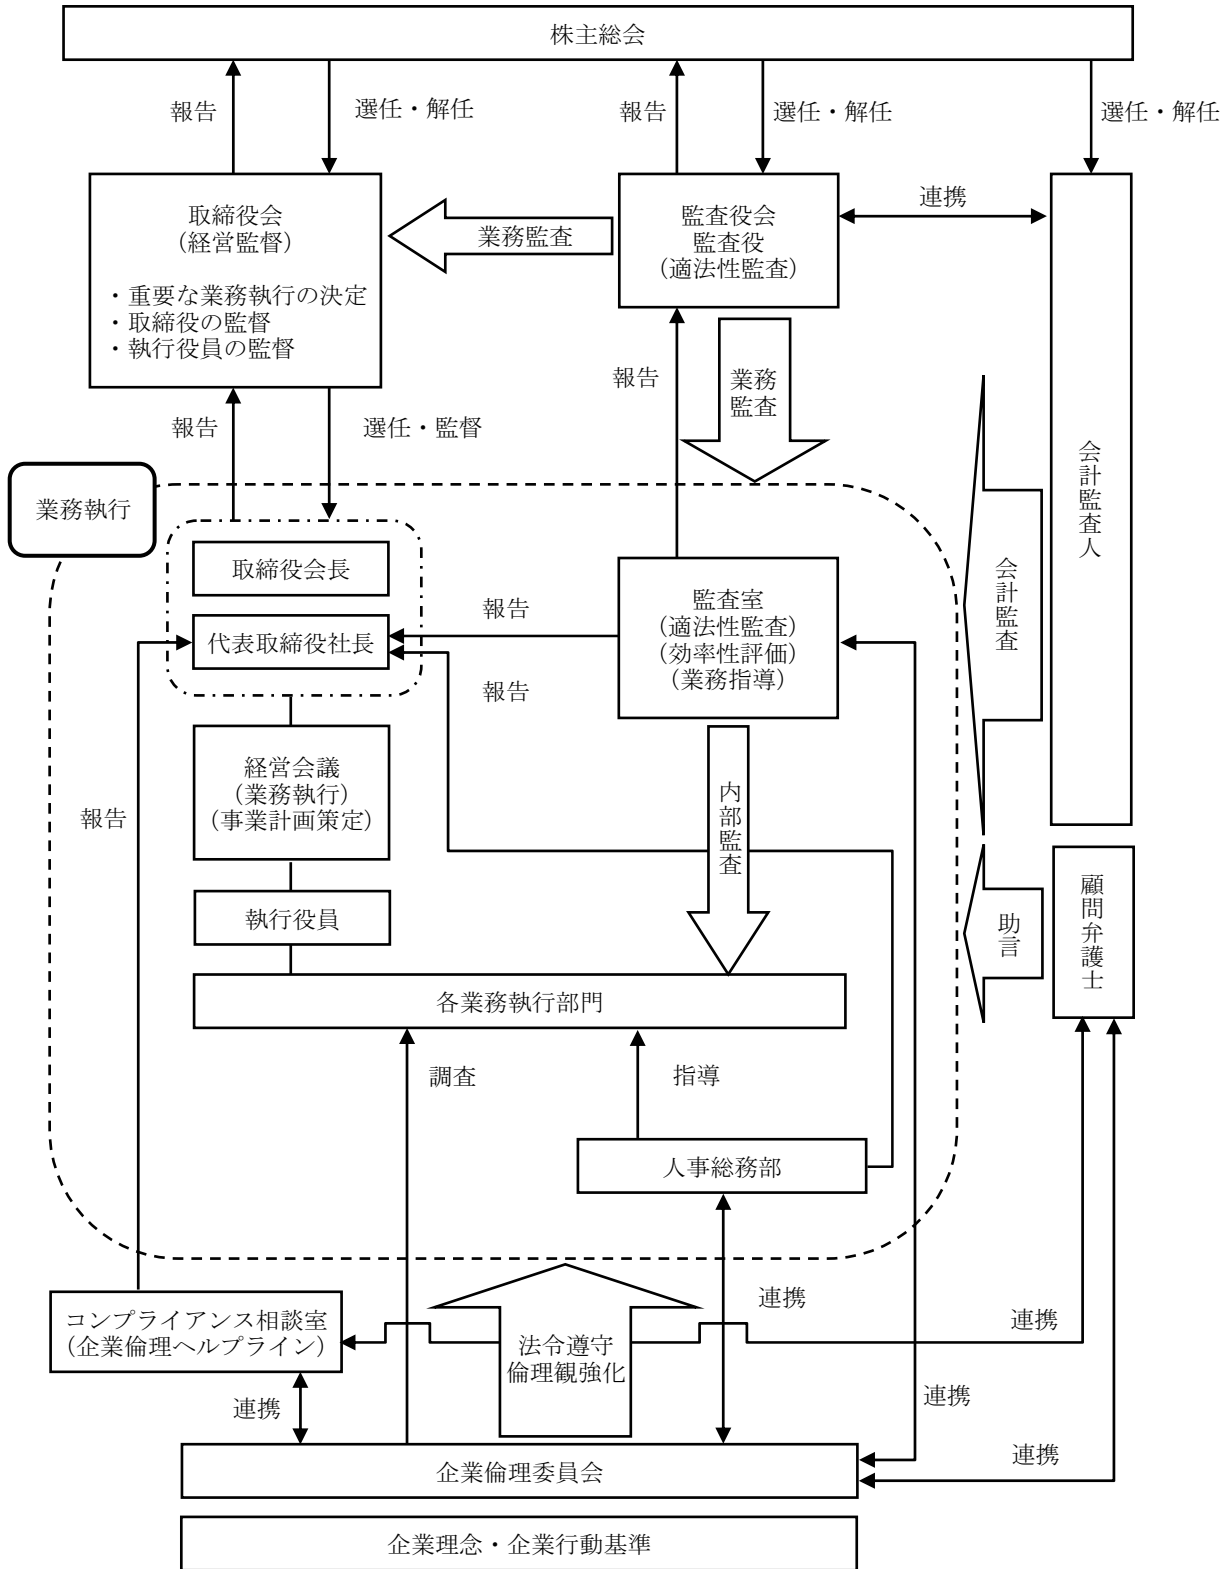 株主総会
報告
選任・解任
報告
選任・解任
選任・解任
取締役会
（経営監督）
・重要な業務執行の決定
・取締役の監督
・執行役員の監督
業務監査
監査役会
監査役
（適法性監査）
連携
報告
業務
監査
報告
選任・監督
業務執行
会計監査人
会計監査
取締役会長
代表取締役社長
報告
報告
監査室
（適法性監査）
（効率性評価）
（業務指導）
経営会議
（業務執行）
（事業計画策定）
報告
内部監査
執行役員
顧問弁護士
助言
各業務執行部門
調査
指導
人事総務部
コンプライアンス相談室
（企業倫理ヘルプライン）
法令遵守
倫理観強化
連携
連携
連携
連携
連携
企業倫理委員会
企業理念・企業行動基準